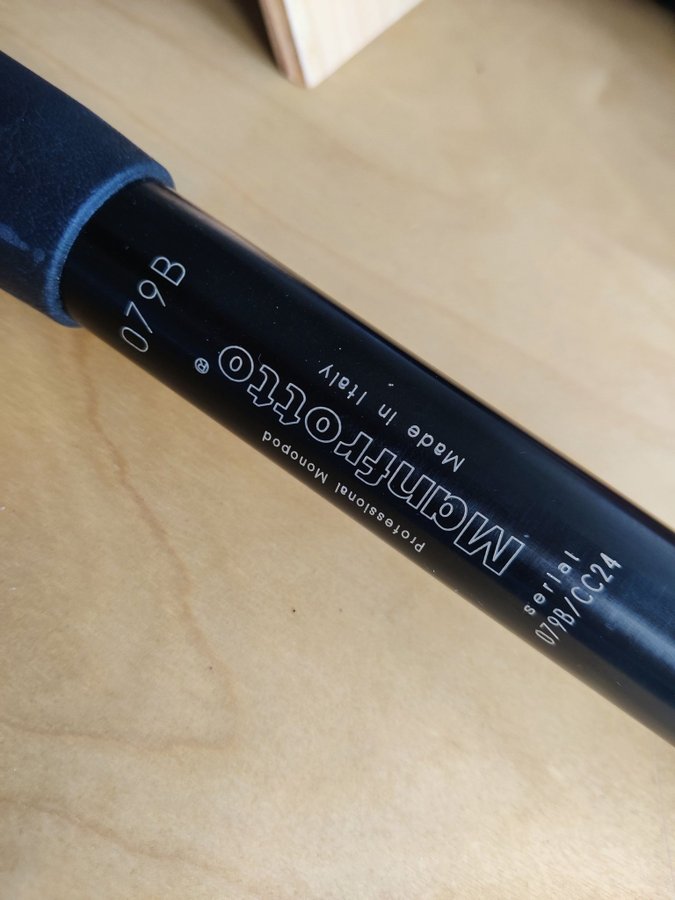 079B
Professional Monopod
Manfrotto®
Made in Italy
serial
079B/CC24